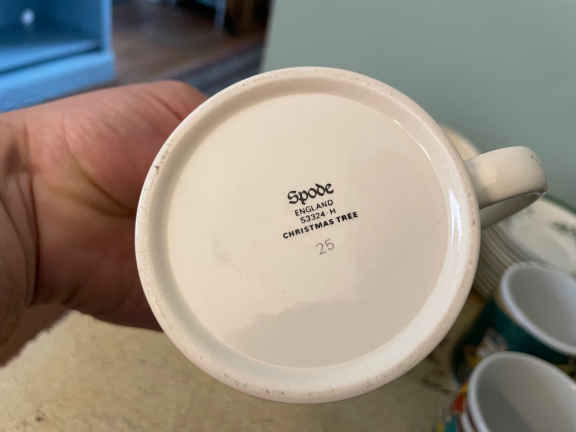 Spode
ENGLAND
S3324 H
CHRISTMAS TREE
25